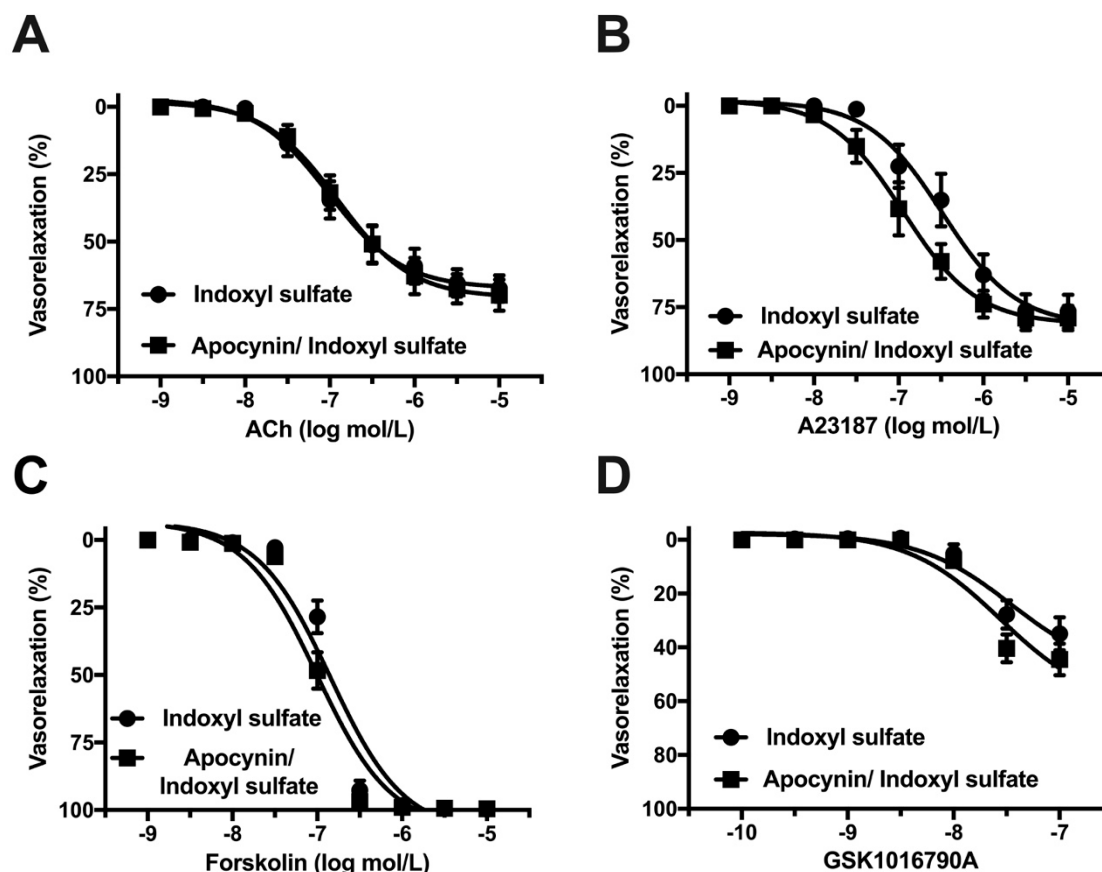 A
Vasorelaxation (%)
0
25
50
75
100
Indoxyl sulfate
Apocynin/ Indoxyl sulfate
-9 -8 -7 -6 -5
ACh (log mol/L)
B
Vasorelaxation (%)
0
25
50
75
100
Indoxyl sulfate
Apocynin/ Indoxyl sulfate
-9 -8 -7 -6 -5
A23187 (log mol/L)
C
Vasorelaxation (%)
0
25
50
75
100
Indoxyl sulfate
Apocynin/
Indoxyl sulfate
-9 -8 -7 -6 -5
Forskolin (log mol/L)
D
Vasorelaxation (%)
0
20
40
60
80
100
Indoxyl sulfate
Apocynin/ Indoxyl sulfate
-10 -9 -8 -7
GSK1016790A